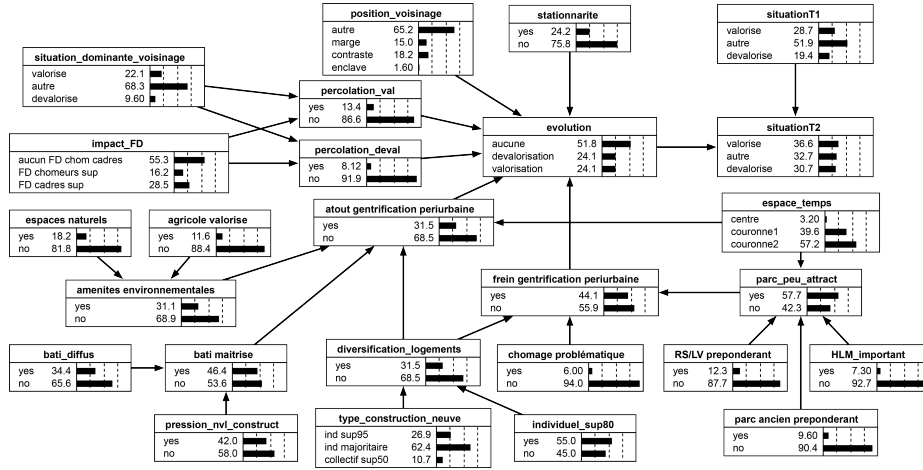 position_voisinage
autre 65.2
marge 15.0
contraste 18.2
enclave 1.60
stationnarite
yes 24.2
no 75.8
situationT1
valorise 28.7
autre 51.9
devalorise 19.4
situation_dominante_voisinage
valorise 22.1
autre 68.3
devalorise 9.60
percolation_val
yes 13.4
no 86.6
impact_FD
aucun FD chom cadres 55.3
FD chomeurs sup 16.2
FD cadres sup 28.5
percolation_deval
yes 8.12
no 91.9
evolution
aucune 51.8
devalorisation 24.1
valorisation 24.1
situationT2
valorise 36.6
autre 32.7
devalorise 30.7
espaces naturels
yes 18.2
no 81.8
agricole valorise
yes 11.6
no 88.4
atout gentrification periurbaine
yes 31.5
no 68.5
espace_temps
centre 3.20
couronne1 39.6
couronne2 57.2
amenites environnementales
yes 31.1
no 68.9
frein gentrification periurbaine
yes 44.1
no 55.9
parc_peu_attract
yes 57.7
no 42.3
bati_diffus
yes 34.4
no 65.6
bati maitrise
yes 46.4
no 53.6
diversification_logements
yes 31.5
no 68.5
chomage problématique
yes 6.00
no 94.0
RS/LV preponderant
yes 12.3
no 87.7
HLM_important
yes 7.30
no 92.7
pression_nvl_construct
yes 42.0
no 58.0
type_construction_neuve
ind sup95 26.9
ind majoritaire 62.4
collectif sup50 10.7
individuel_sup80
yes 55.0
no 45.0
parc ancien preponderant
yes 9.60
no 90.4